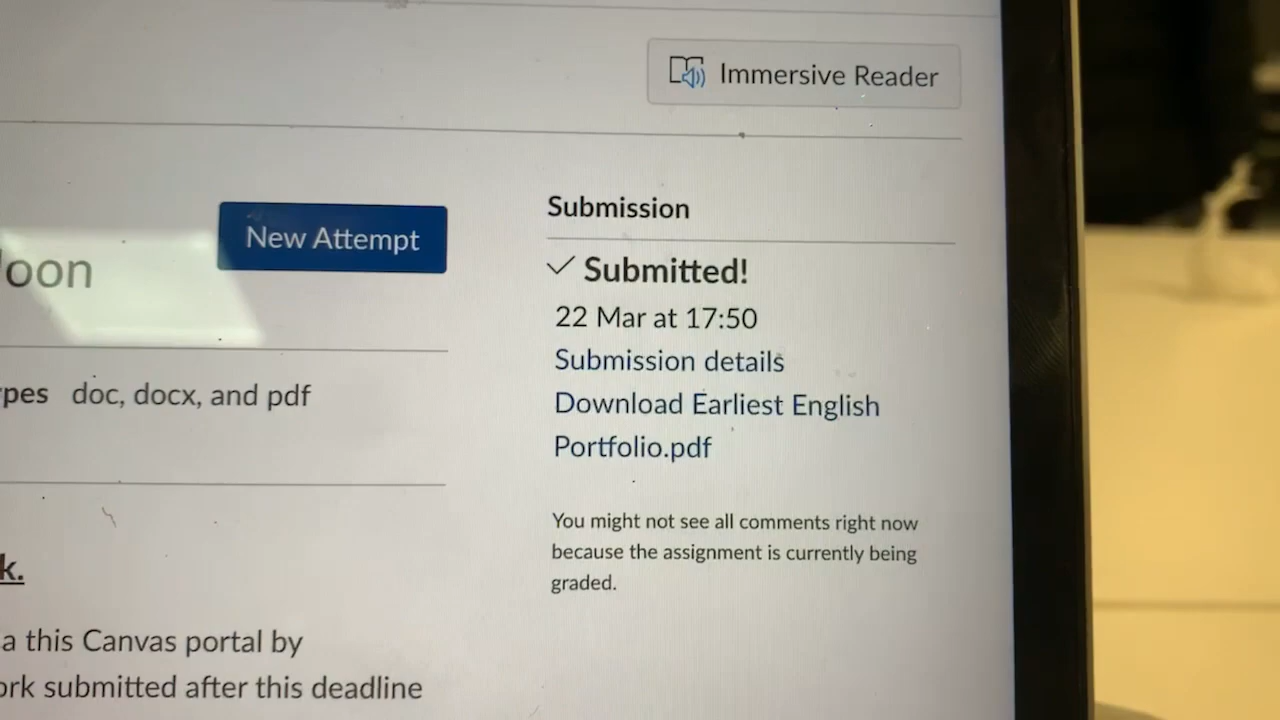 Immersive Reader
New Attempt
Submission
oon
Submitted!
22 Mar at 17:50
Submission details
pes doc, docx, and pdf
Download Earliest English
Portfolio.pdf
You might not see all comments right now
because the assignment is currently being
graded.
k.
a this Canvas portal by
ork submitted after this deadline